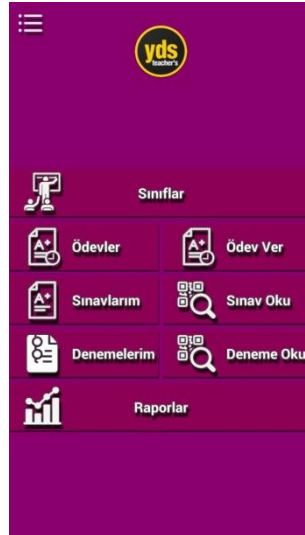 yds
teacher's
Sınıflar
Ödevler
Ödev Ver
Sınavlarım
Sınav Oku
Denemelerim
Deneme Oku
Raporlar